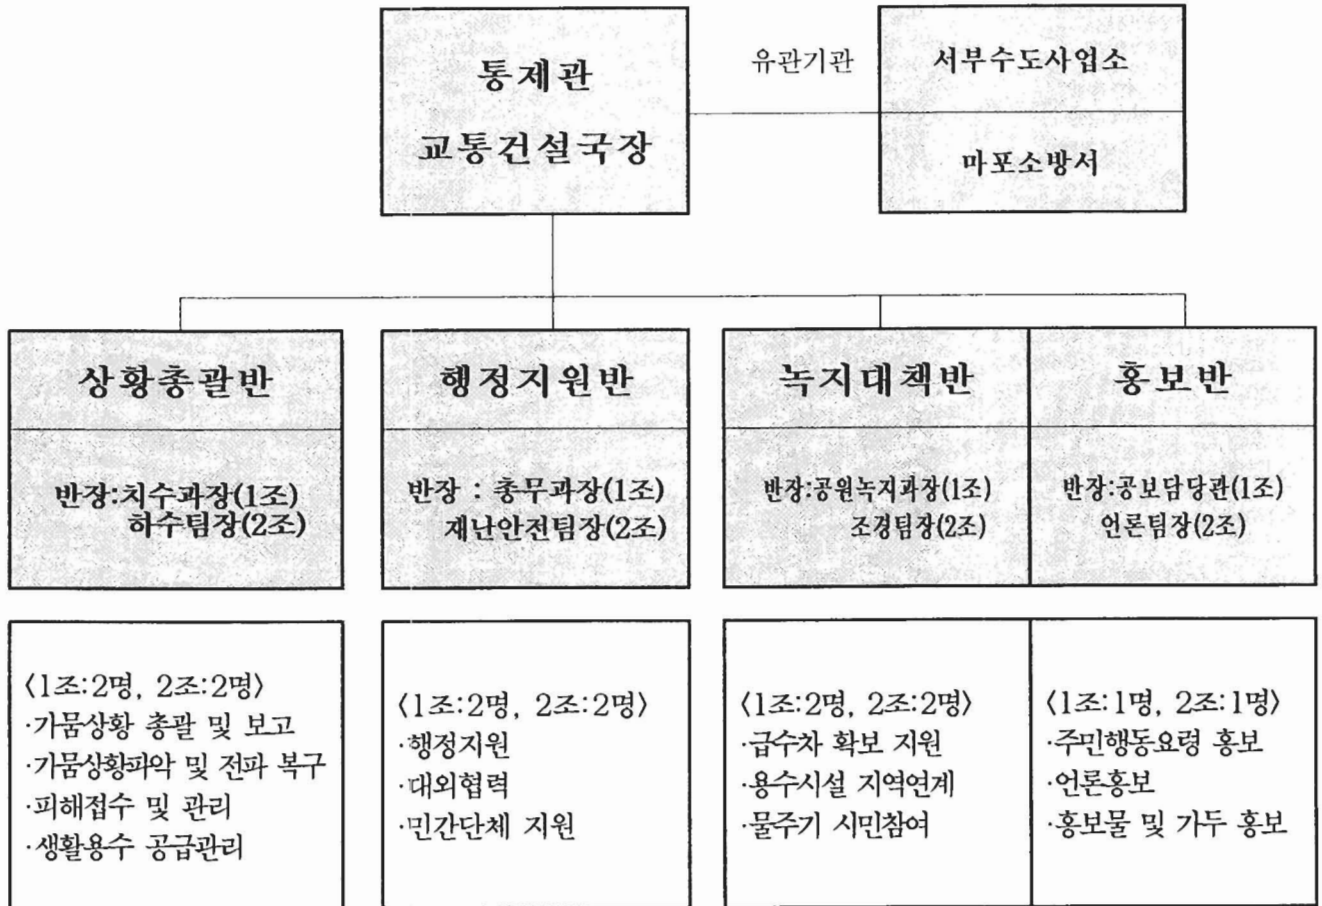 통제관
교통건설국장
유관기관
서부수도사업소
마포소방서
상황총괄반
반장:치수과장(1조)
하수팀장(2조)
행정지원반
반장 : 총무과장(1조)
재난안전팀장(2조)
녹지대책반
반장:공원녹지과장(1조)
조경팀장(2조)
홍보반
반장:공보담당관(1조)
언론팀장(2조)
〈1조:2명, 2조:2명〉
·가뭄상황 총괄 및 보고
·가뭄상황파악 및 전파 복구
·피해접수 및 관리
·생활용수 공급관리
〈1조:2명, 2조:2명〉
·행정지원
·대외협력
·민간단체 지원
〈1조:2명, 2조:2명〉
·급수차 확보 지원
·용수시설 지역연계
·물주기 시민참여
〈1조:1명, 2조:1명〉
·주민행동요령 홍보
·언론홍보
·홍보물 및 가두 홍보